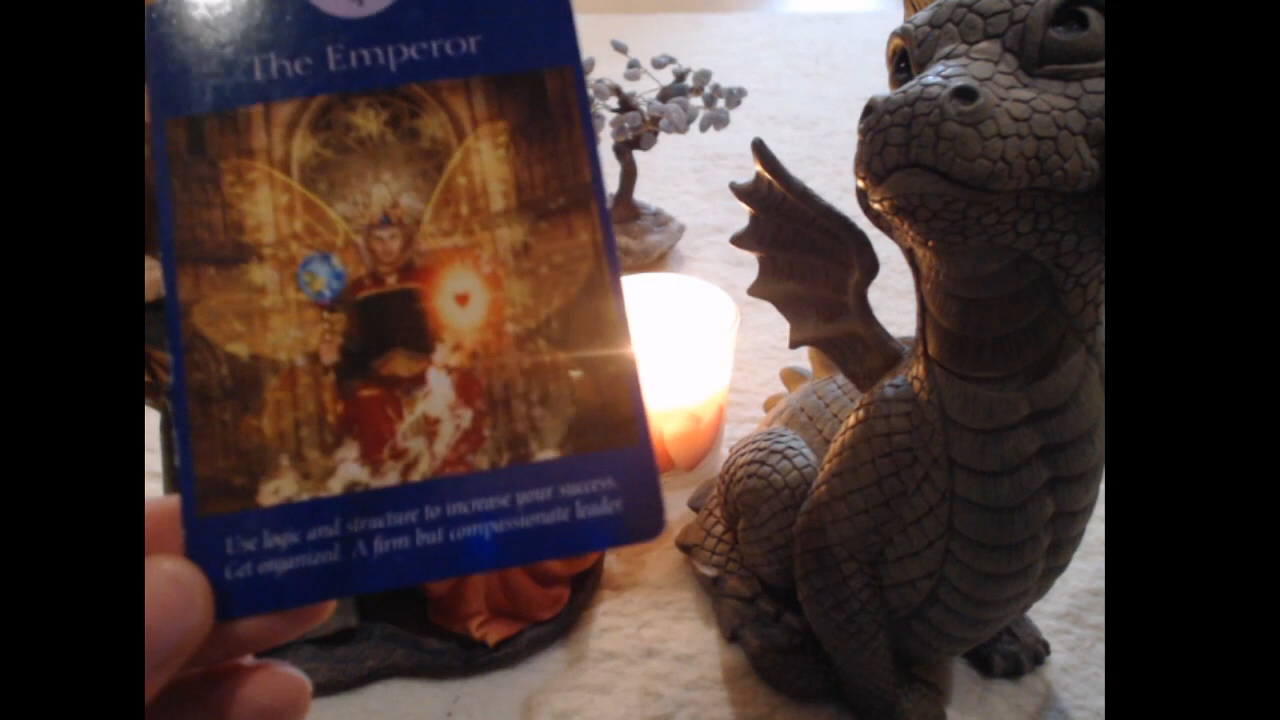 The Emperor
Use logic and structure to increase your success.
Get organized. A firm but compassionate leader.